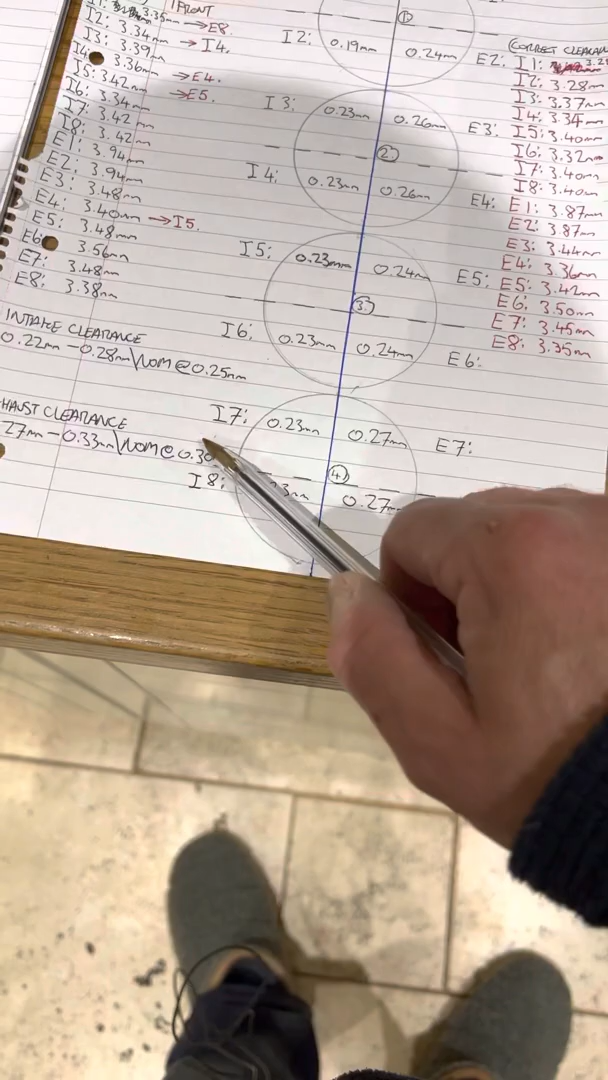 FRONT
3.35mm → E8.
I2: 3.34mm → I4.
I3: 3.39mm
I4: 3.36mm
I5: 3.42mm → E4.
I6: 3.34mm → E5.
I7: 3.42mm
I8: 3.42mm
E1: 3.94mm
E2: 3.94mm
E3: 3.48mm
E4: 3.40mm → I5.
E5: 3.48mm
E6 3.56mm
E7: 3.48mm
E8: 3.38mm
INTAKE CLEARANCE
0.22mm - 0.28mm \ NOM @ 0.25mm
HAUST CLEARANCE
27mm - 0.33mm \ NOM @ 0.30
1
I2: 0.19mm 0.24mm E2:
I3: 0.23mm 0.26mm E3:
2
I4: 0.23mm 0.26mm E4:
I5: 0.23mm 0.24mm E5:
3
I6: 0.23mm 0.24mm E6:
I7: 0.23mm 0.27mm E7:
4
I8: 3mm 0.27mm
CORRECT CLEARAN
I1:
I2: 3.28mm
I3: 3.37mm
I4: 3.34mm
I5: 3.40mm
I6: 3.32mm
I7: 3.40mm
I8: 3.40mm
E1: 3.87mm
E2: 3.87mm
E3: 3.44mm
E4: 3.36mm
E5: 3.42mm
E6: 3.50mm
E7: 3.45mm
E8: 3.35mm